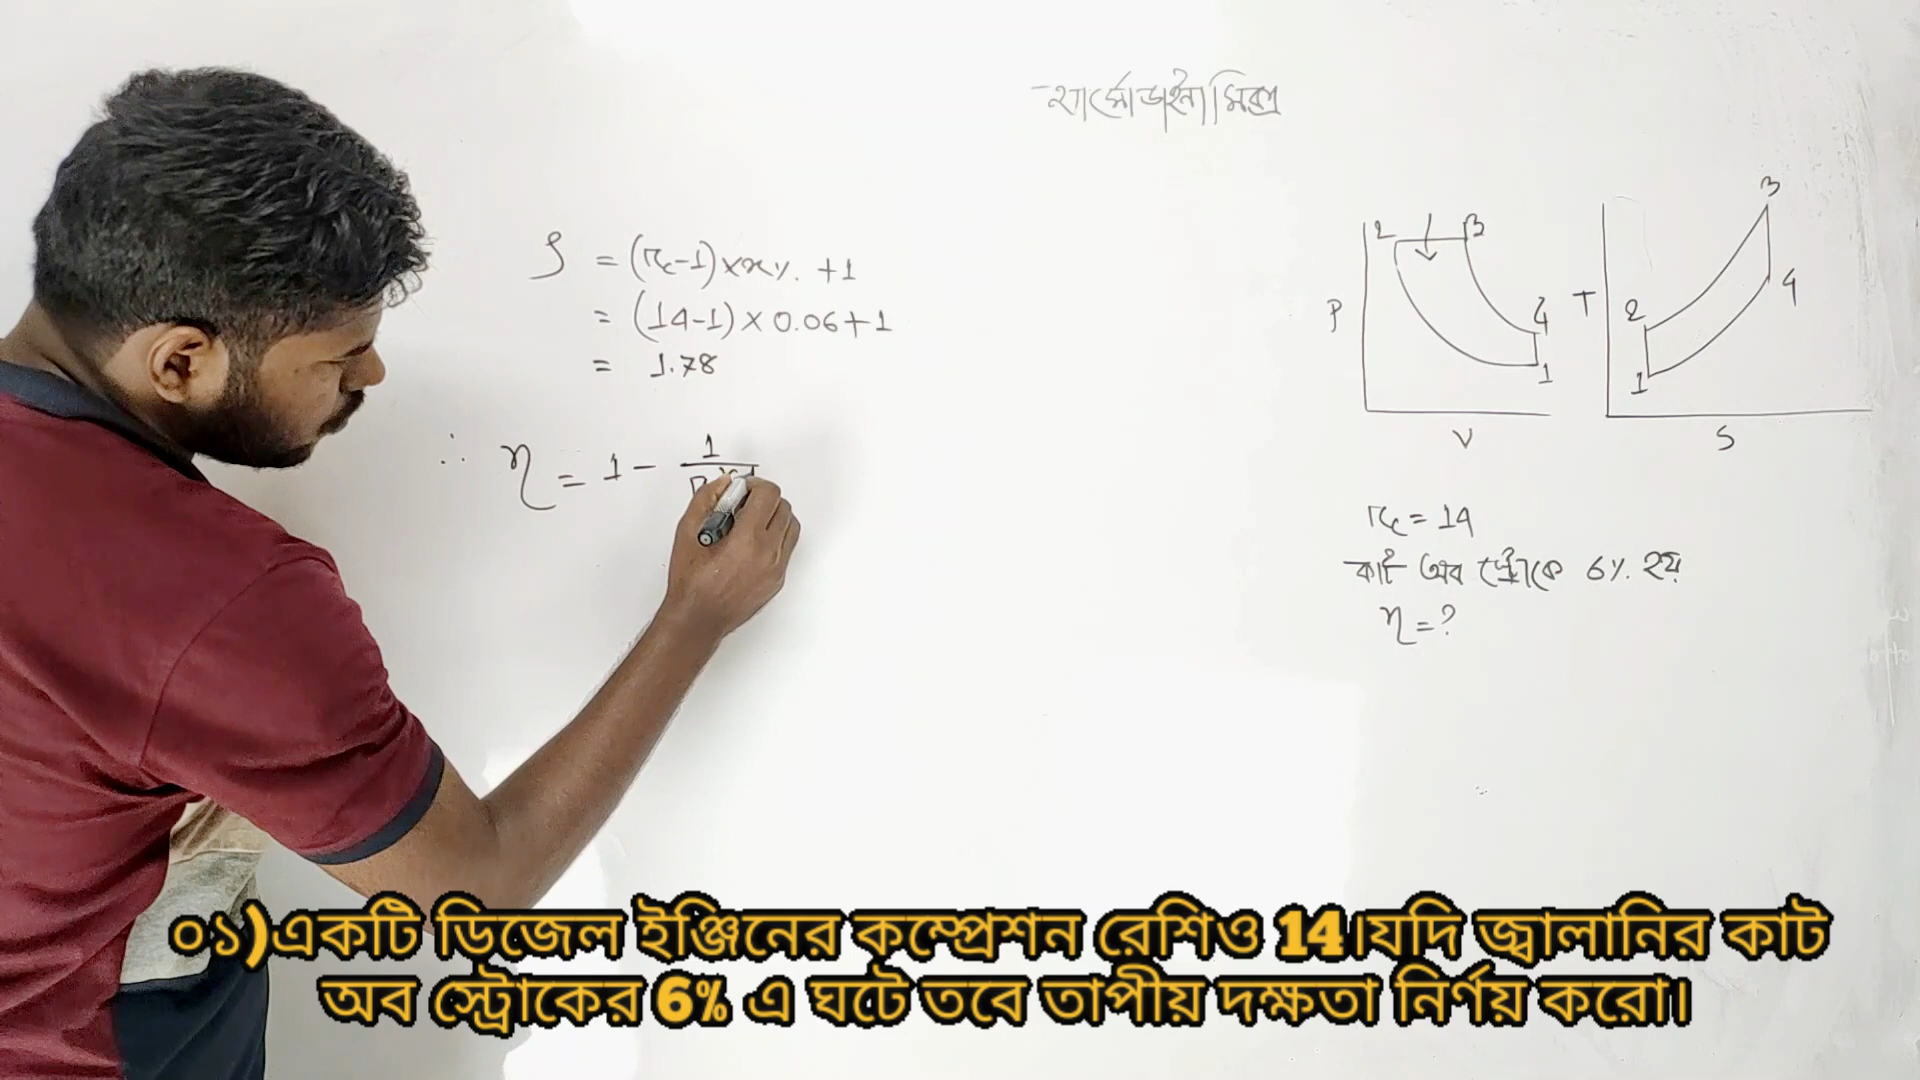 থার্মোডাইনামিক্স
ρ = (rc-1)×x%. +1
= (14-1)×0.06+1
= 1.78
∴ η = 1 - 1
P
2
3
4
1
V
T
3
2
4
1
S
rc = 14
কাট অব স্ট্রোকে 6%. হয়
η = ?
০১)একটি ডিজেল ইঞ্জিনের কম্প্রেশন রেশিও 14।যদি জ্বালানির কাট
অব স্ট্রোকের 6% এ ঘটে তবে তাপীয় দক্ষতা নির্ণয় করো।